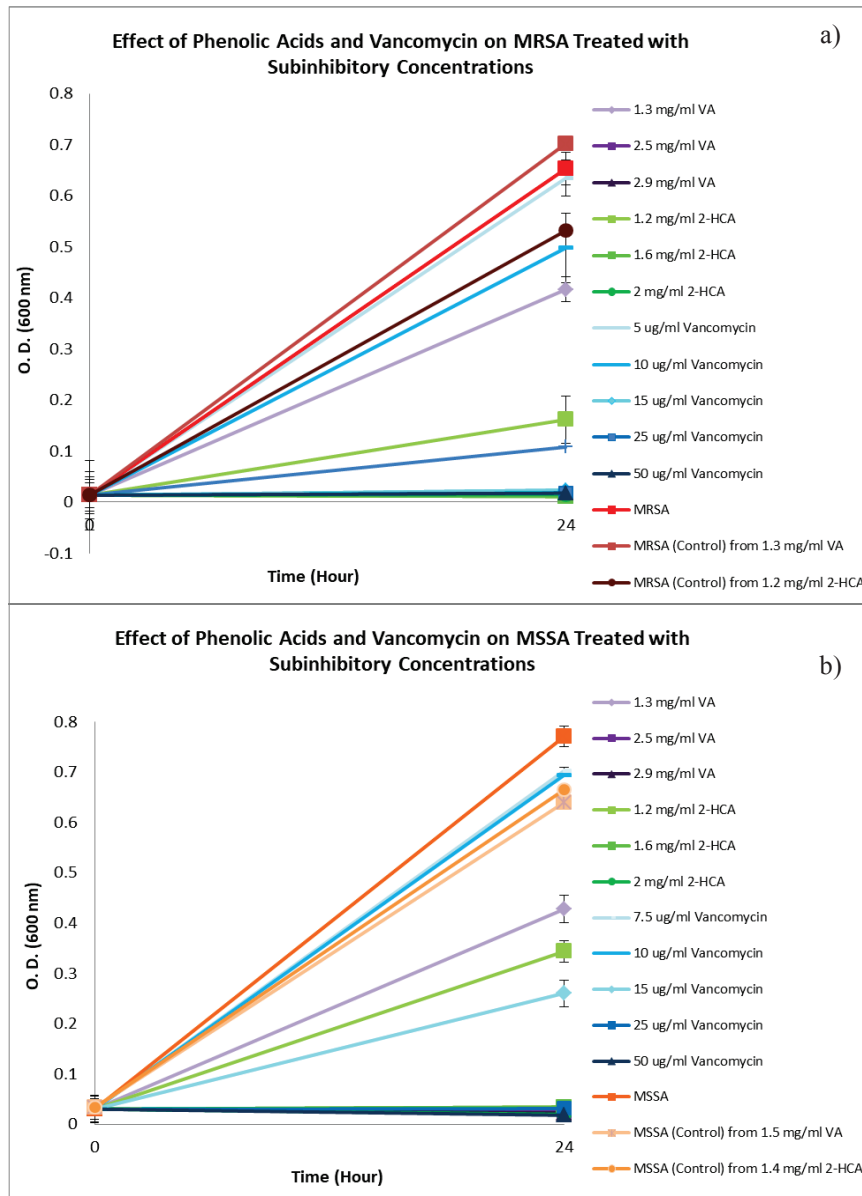 Effect of Phenolic Acids and Vancomycin on MRSA Treated with
Subinhibitory Concentrations
a)
0.8
0.7
0.6
0.5
0.4
0.3
0.2
0.1
0
-0.1
O. D. (600 nm)
0
24
Time (Hour)
1.3 mg/ml VA
2.5 mg/ml VA
2.9 mg/ml VA
1.2 mg/ml 2-HCA
1.6 mg/ml 2-HCA
2 mg/ml 2-HCA
5 ug/ml Vancomycin
10 ug/ml Vancomycin
15 ug/ml Vancomycin
25 ug/ml Vancomycin
50 ug/ml Vancomycin
MRSA
MRSA (Control) from 1.3 mg/ml VA
MRSA (Control) from 1.2 mg/ml 2-HCA
Effect of Phenolic Acids and Vancomycin on MSSA Treated with
Subinhibitory Concentrations
b)
0.8
0.7
0.6
0.5
0.4
0.3
0.2
0.1
0
O. D. (600 nm)
0
24
Time (Hour)
1.3 mg/ml VA
2.5 mg/ml VA
2.9 mg/ml VA
1.2 mg/ml 2-HCA
1.6 mg/ml 2-HCA
2 mg/ml 2-HCA
7.5 ug/ml Vancomycin
10 ug/ml Vancomycin
15 ug/ml Vancomycin
25 ug/ml Vancomycin
50 ug/ml Vancomycin
MSSA
MSSA (Control) from 1.5 mg/ml VA
MSSA (Control) from 1.4 mg/ml 2-HCA